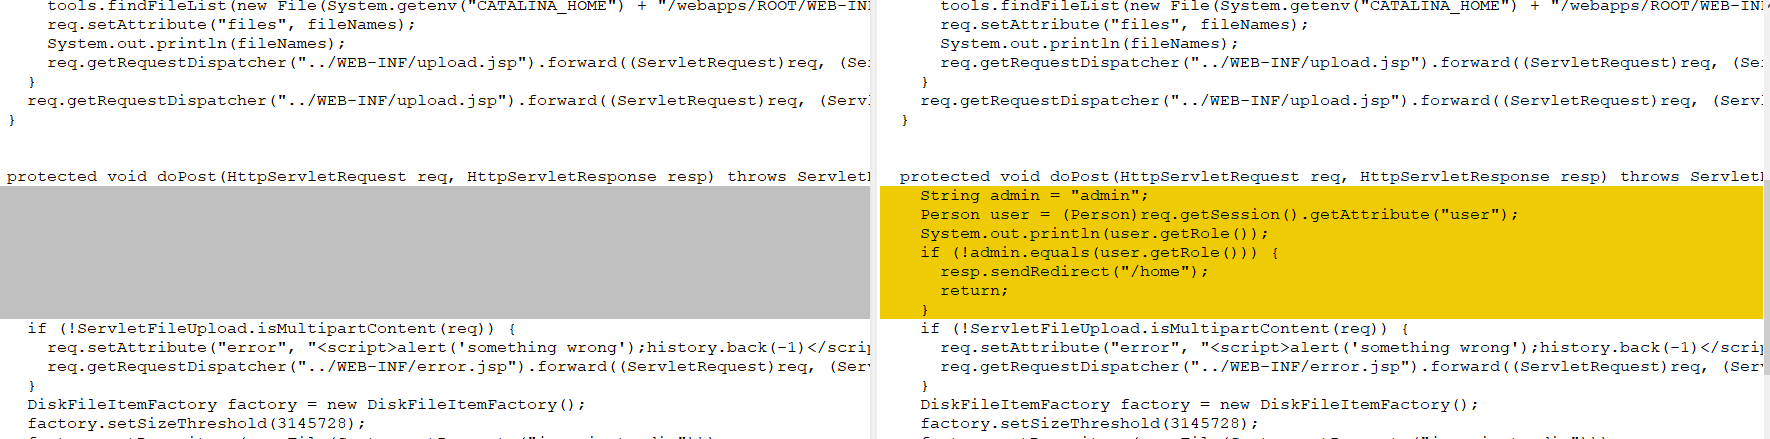 tools.findFileList(new File(System.getenv("CATALINA_HOME") + "/webapps/ROOT/WEB-IN
req.setAttribute("files", fileNames);
System.out.println(fileNames);
req.getRequestDispatcher("../WEB-INF/upload.jsp").forward((ServletRequest)req, (Se
}
req.getRequestDispatcher("../WEB-INF/upload.jsp").forward((ServletRequest)req, (Serv
}
protected void doPost(HttpServletRequest req, HttpServletResponse resp) throws Servlet
if (!ServletFileUpload.isMultipartContent(req)) {
req.setAttribute("error", "<script>alert('something wrong');history.back(-1)</scri
req.getRequestDispatcher("../WEB-INF/error.jsp").forward((ServletRequest)req, (Ser
}
DiskFileItemFactory factory = new DiskFileItemFactory();
factory.setSizeThreshold(3145728);
tools.findFileList(new File(System.getenv("CATALINA_HOME") + "/webapps/ROOT/WEB-IN
req.setAttribute("files", fileNames);
System.out.println(fileNames);
req.getRequestDispatcher("../WEB-INF/upload.jsp").forward((ServletRequest)req, (Se
}
req.getRequestDispatcher("../WEB-INF/upload.jsp").forward((ServletRequest)req, (Serv
}
protected void doPost(HttpServletRequest req, HttpServletResponse resp) throws Servlet
String admin = "admin";
Person user = (Person)req.getSession().getAttribute("user");
System.out.println(user.getRole());
if (!admin.equals(user.getRole())) {
resp.sendRedirect("/home");
return;
}
if (!ServletFileUpload.isMultipartContent(req)) {
req.setAttribute("error", "<script>alert('something wrong');history.back(-1)</scrip
req.getRequestDispatcher("../WEB-INF/error.jsp").forward((ServletRequest)req, (Ser
}
DiskFileItemFactory factory = new DiskFileItemFactory();
factory.setSizeThreshold(3145728);